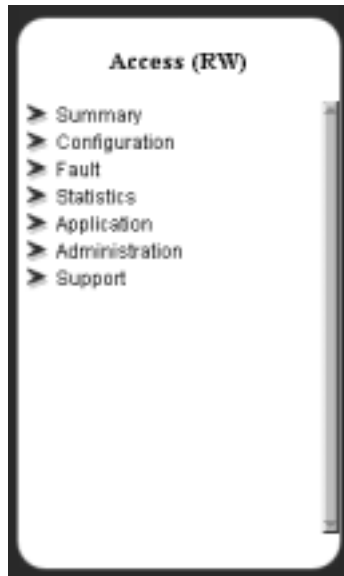 Access (RW)
Summary
Configuration
Fault
Statistics
Application
Administration
Support